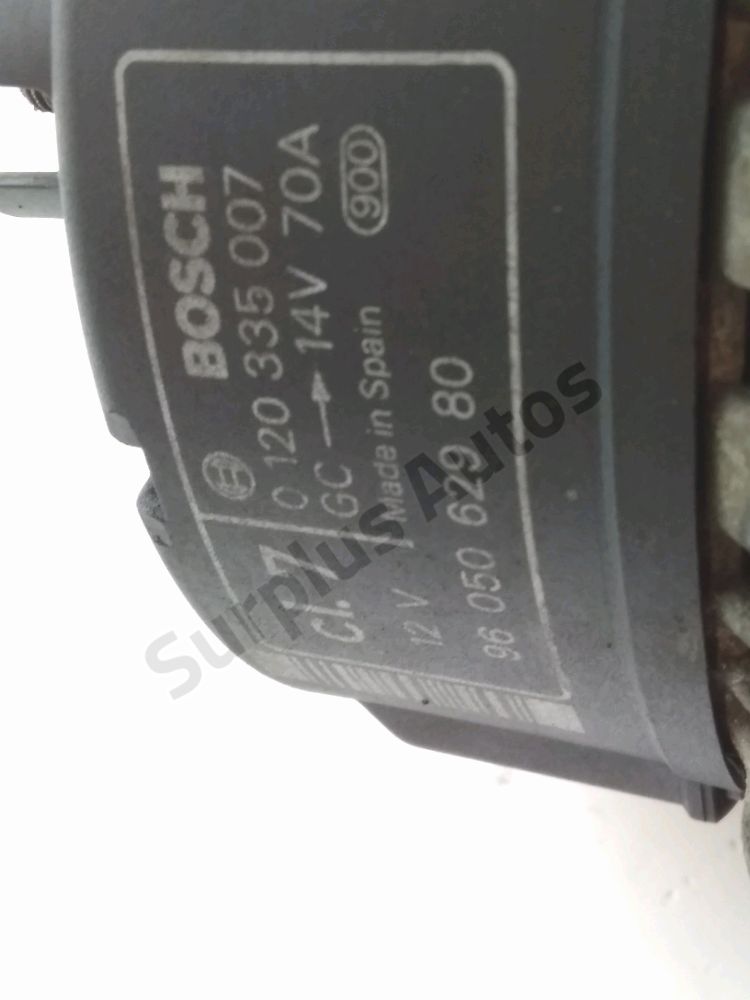 BOSCH
0 120 335 007
GC → 14V 70A
Made in Spain
900
cl. 7
12 V
96 050 629 80
Surplus Autos